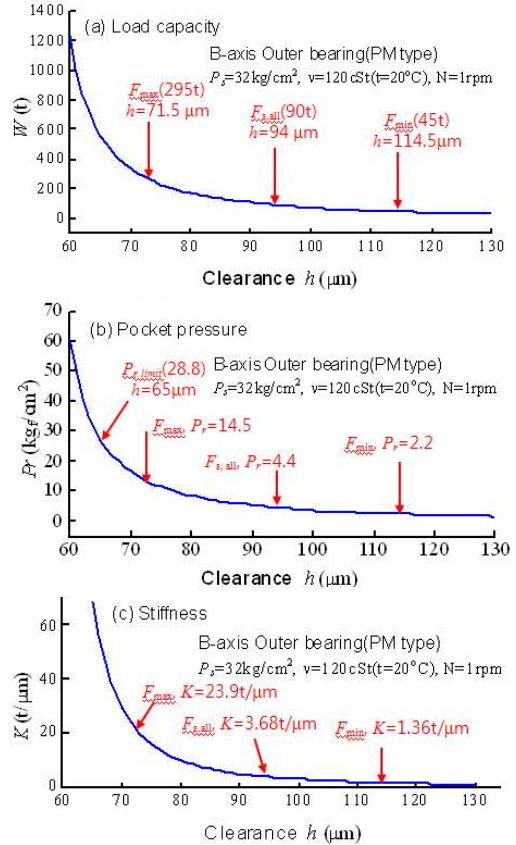 (a) Load capacity
B-axis Outer bearing(PM type)
Pₛ=32kg/cm², ν=120cSt(t=20°C), N=1rpm
Fmax(295t)
h=71.5 μm
Fs,all(90t)
h=94 μm
Fmin(45t)
h=114.5μm
W (t)
1400
1200
1000
800
600
400
200
0
60 70 80 90 100 110 120 130
Clearance h (μm)
(b) Pocket pressure
B-axis Outer bearing(PM type)
Pₛ=32kg/cm², ν=120cSt(t=20°C), N=1rpm
Pr,limit(28.8)
h=65μm
Fmax, Pr=14.5
Fs, all, Pr=4.4
Fmin, Pr=2.2
Pr (kgf/cm²)
70
60
50
40
30
20
10
0
60 70 80 90 100 110 120 130
Clearance h (μm)
(c) Stiffness
B-axis Outer bearing(PM type)
Pₛ=32kg/cm², ν=120cSt(t=20°C), N=1rpm
Fmax, K=23.9t/μm
Fs,all, K=3.68t/μm
Fmin, K=1.36t/μm
K (t/μm)
60
40
20
0
60 70 80 90 100 110 120 130
Clearance h (μm)